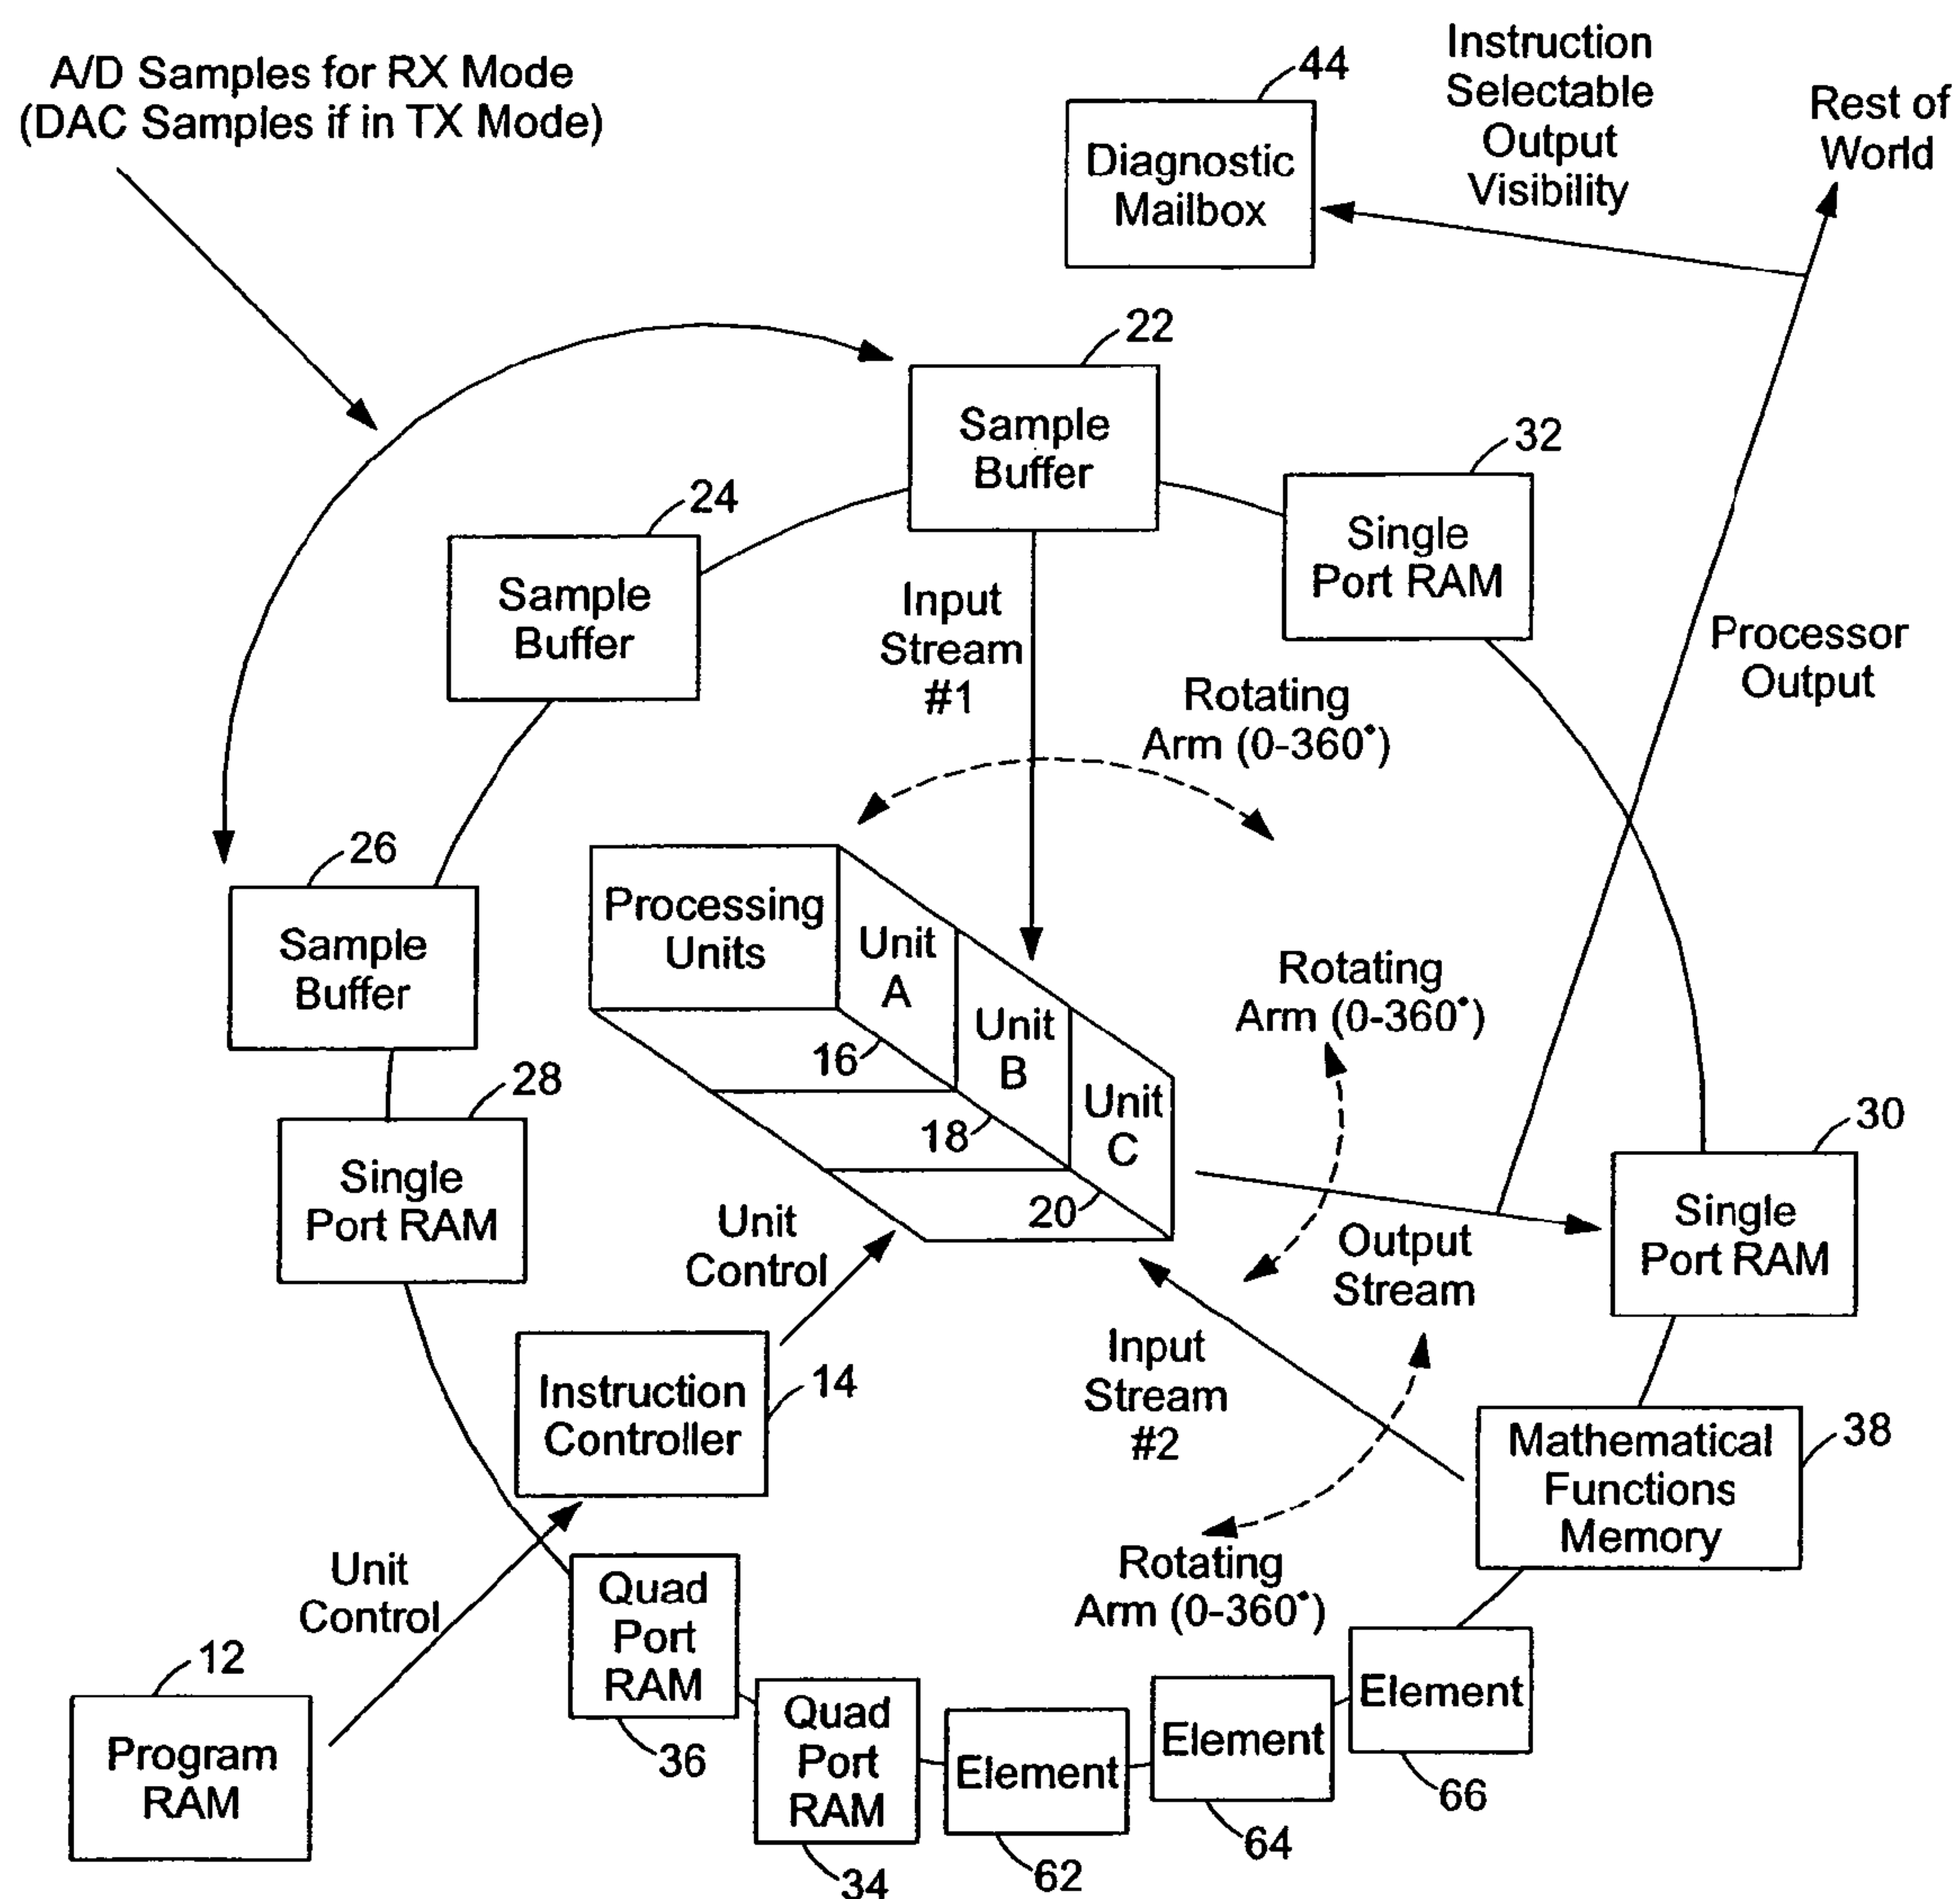 A/D Samples for RX Mode
(DAC Samples if in TX Mode)
44
Diagnostic
Mailbox
Instruction
Selectable
Output
Visibility
Rest of
World
22
Sample
Buffer
32
Single
Port RAM
24
Sample
Buffer
Input
Stream
#1
Processor
Output
Rotating
Arm (0-360°)
26
Sample
Buffer
Processing
Units
Unit
A
Unit
B
Unit
C
16
18
20
Rotating
Arm (0-360°)
28
Single
Port RAM
30
Single
Port RAM
Unit
Control
Output
Stream
Input
Stream
#2
Instruction
Controller
14
Mathematical
Functions
Memory
38
Rotating
Arm (0-360°)
Unit
Control
12
Program
RAM
Quad
Port
RAM
36
Quad
Port
RAM
34
Element
62
Element
64
Element
66